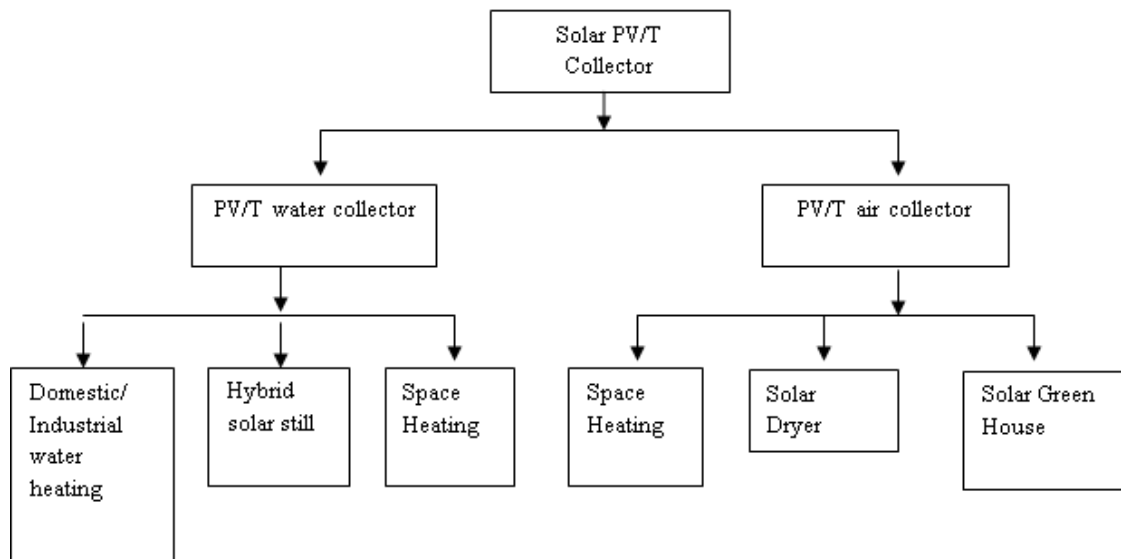 Solar PV/T
Collector
PV/T water collector
PV/T air collector
Domestic/
Industrial
water
heating
Hybrid
solar still
Space
Heating
Space
Heating
Solar
Dryer
Solar Green
House